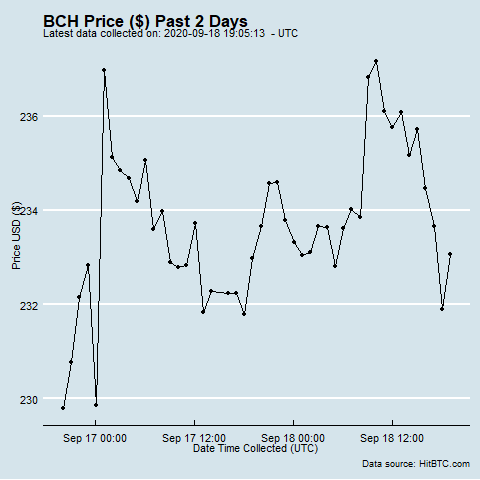 BCH Price ($) Past 2 Days
Latest data collected on: 2020-09-18 19:05:13 - UTC
236
234
232
230
Price USD ($)
Sep 17 00:00 Sep 17 12:00 Sep 18 00:00 Sep 18 12:00
Date Time Collected (UTC)
Data source: HitBTC.com